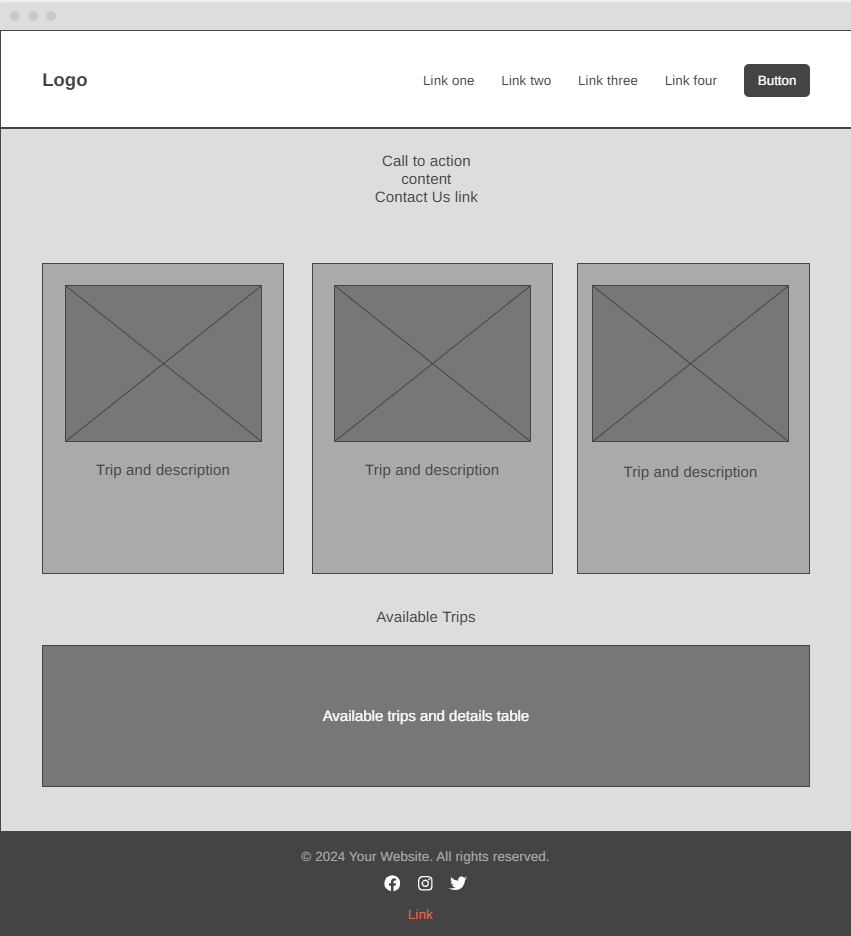 Logo
Link one
Link two
Link three
Link four
Button
Call to action
content
Contact Us link
Trip and description
Trip and description
Trip and description
Available Trips
Available trips and details table
© 2024 Your Website. All rights reserved.
Link